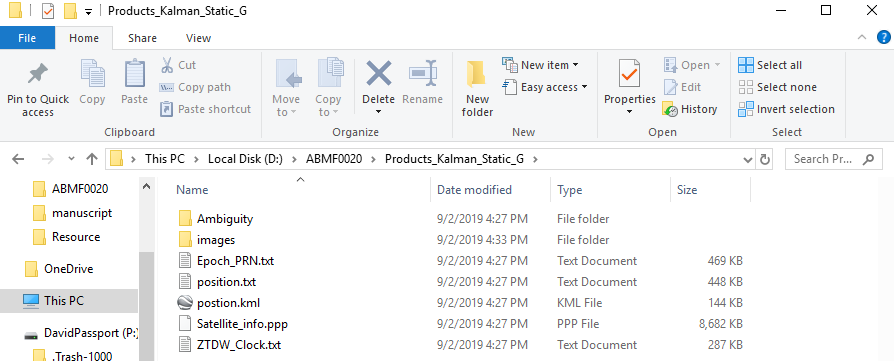 Products_Kalman_Static_G
File Home Share View
Pin to Quick access
Copy
Paste
Cut
Copy path
Paste shortcut
Clipboard
Move to
Copy to
Delete
Rename
Organize
New folder
New item
Easy access
New
Properties
Open
Edit
History
Open
Select all
Select none
Invert selection
Select
This PC > Local Disk (D:) > ABMF0020 > Products_Kalman_Static_G >
Search Pr...
ABMF0020
manuscript
Resource
OneDrive
This PC
DavidPassport (P:)
.Trash-1000
Name Date modified Type Size
Ambiguity 9/2/2019 4:27 PM File folder
images 9/2/2019 4:33 PM File folder
Epoch_PRN.txt 9/2/2019 4:27 PM Text Document 469 KB
position.txt 9/2/2019 4:27 PM Text Document 448 KB
postion.kml 9/2/2019 4:27 PM KML File 144 KB
Satellite_info.ppp 9/2/2019 4:27 PM PPP File 8,682 KB
ZTDW_Clock.txt 9/2/2019 4:27 PM Text Document 287 KB